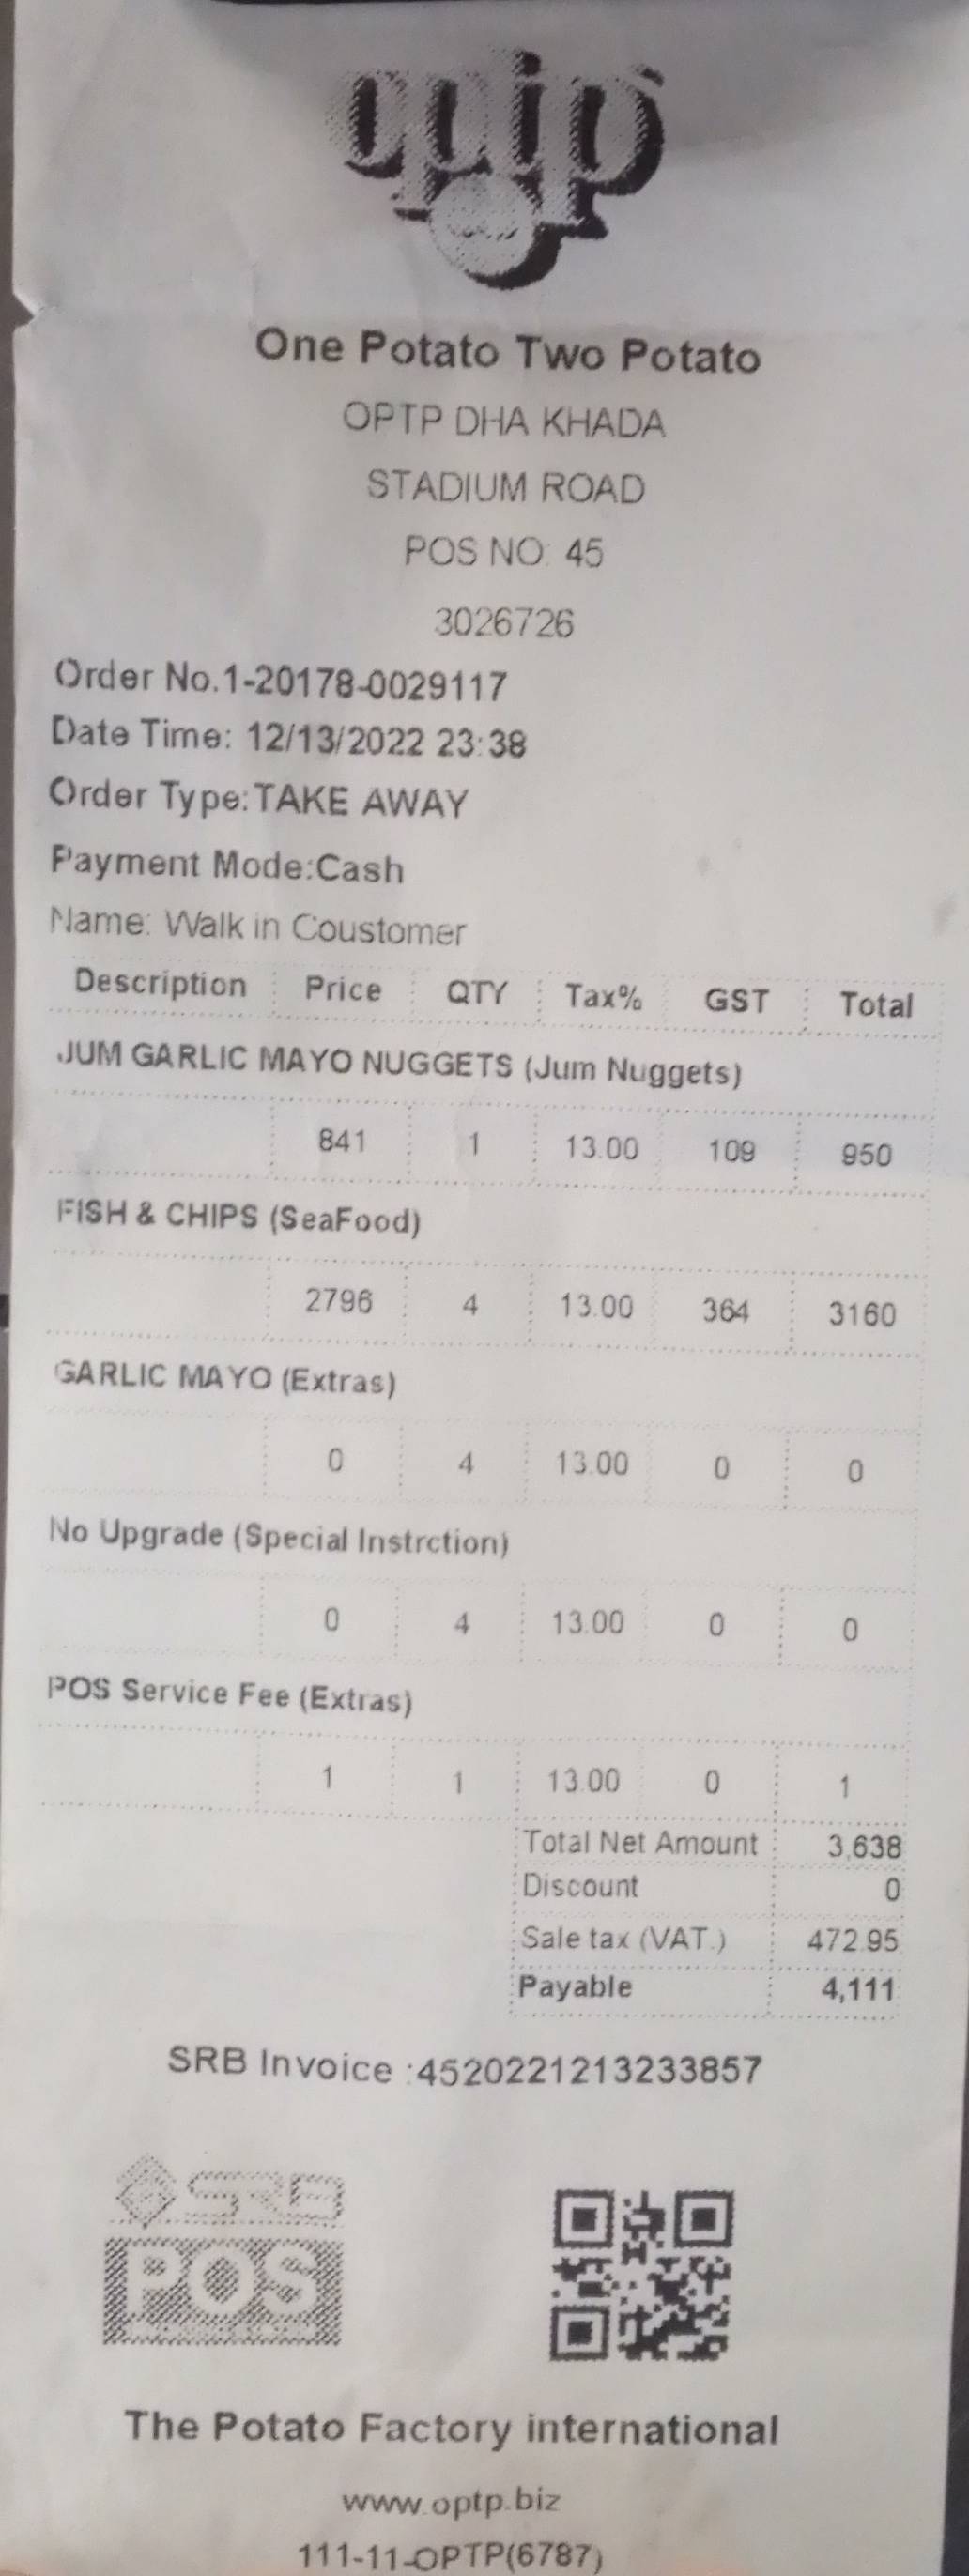 optp
One Potato Two Potato
OPTP DHA KHADA
STADIUM ROAD
POS NO: 45
3026726
Order No.1-20178-0029117
Date Time: 12/13/2022 23:38
Order Type:TAKE AWAY
Payment Mode:Cash
Name: Walk in Coustomer
Description Price QTY Tax% GST Total
JUM GARLIC MAYO NUGGETS (Jum Nuggets)
841 1 13.00 109 950
FISH & CHIPS (SeaFood)
2796 4 13.00 364 3160
GARLIC MAYO (Extras)
0 4 13.00 0 0
No Upgrade (Special Instrction)
0 4 13.00 0 0
POS Service Fee (Extras)
1 1 13.00 0 1
Total Net Amount 3,638
Discount 0
Sale tax (VAT.) 472.95
Payable 4,111
SRB Invoice :4520221213233857
SRB
POS
The Potato Factory international
www.optp.biz
111-11-OPTP(6787)